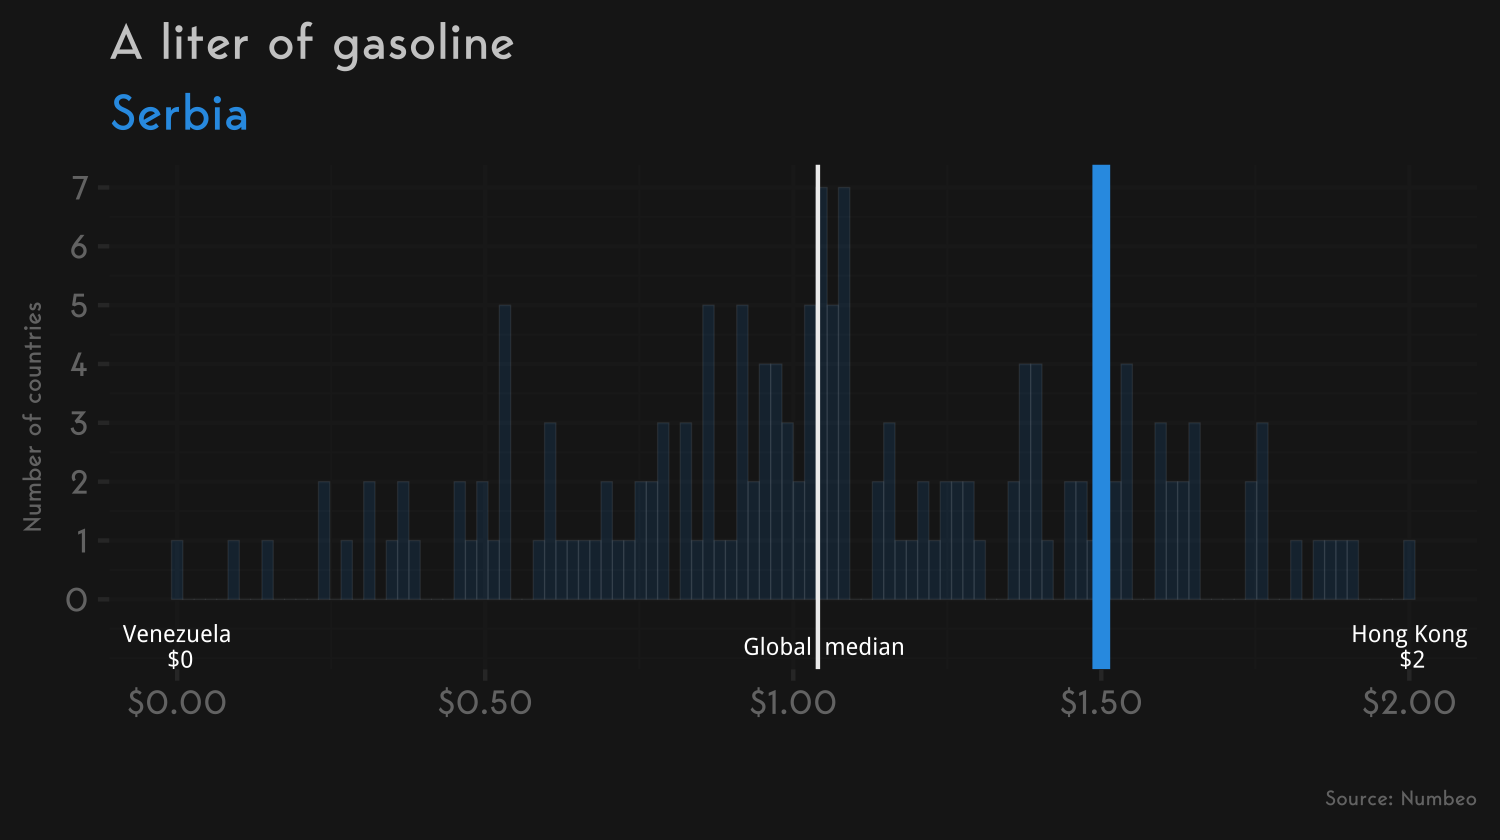 A liter of gasoline
Serbia
Number of countries
7
6
5
4
3
2
1
0
Venezuela
$0
Global median
Hong Kong
$2
$0.00 $0.50 $1.00 $1.50 $2.00
Source: Numbeo